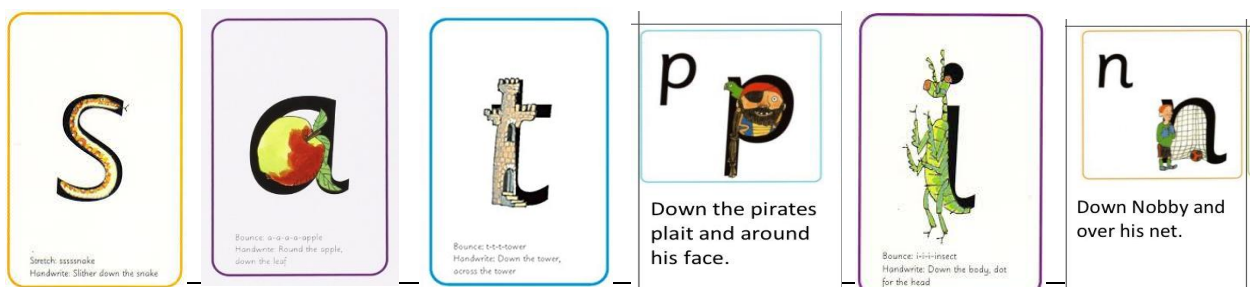 s
Stretch: sssssnake
Handwrite: Slither down the snake
a
Bounce: a-a-a-a-apple
Handwrite: Round the apple,
down the leaf
t
Bounce: t-t-t-tower
Handwrite: Down the tower,
across the tower
p p
Down the pirates
plait and around
his face.
i
Bounce: i-i-i-insect
Handwrite: Down the body, dot
for the head
n n
Down Nobby and
over his net.